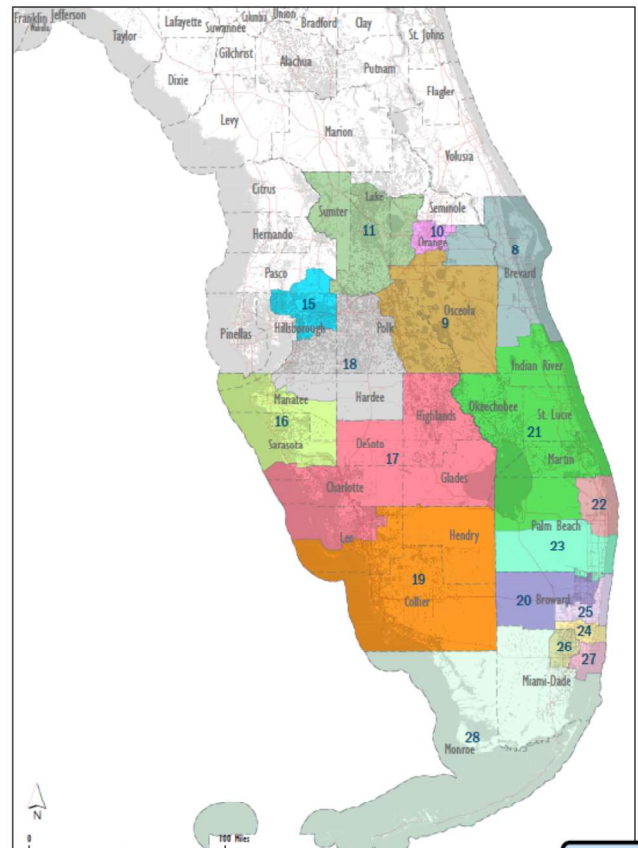 Franklin
Jefferson
Wakulla
Taylor
Lafayette
Suwannee
Columbia
Union
Bradford
Clay
Gilchrist
Alachua
St. Johns
Putnam
Dixie
Flagler
Levy
Marion
Volusia
Citrus
Sumter
Lake
Seminole
11
10
Orange
8
Hernando
Brevard
Pasco
15
Osceola
9
Pinellas
Hillsborough
Polk
18
Indian River
Manatee
Hardee
Highlands
Okeechobee
St. Lucie
16
21
Sarasota
DeSoto
17
Martin
Charlotte
Glades
22
Palm Beach
Lee
Hendry
23
19
Collier
20
Broward
25
24
26
27
Miami-Dade
28
Monroe
N
0
100 Miles